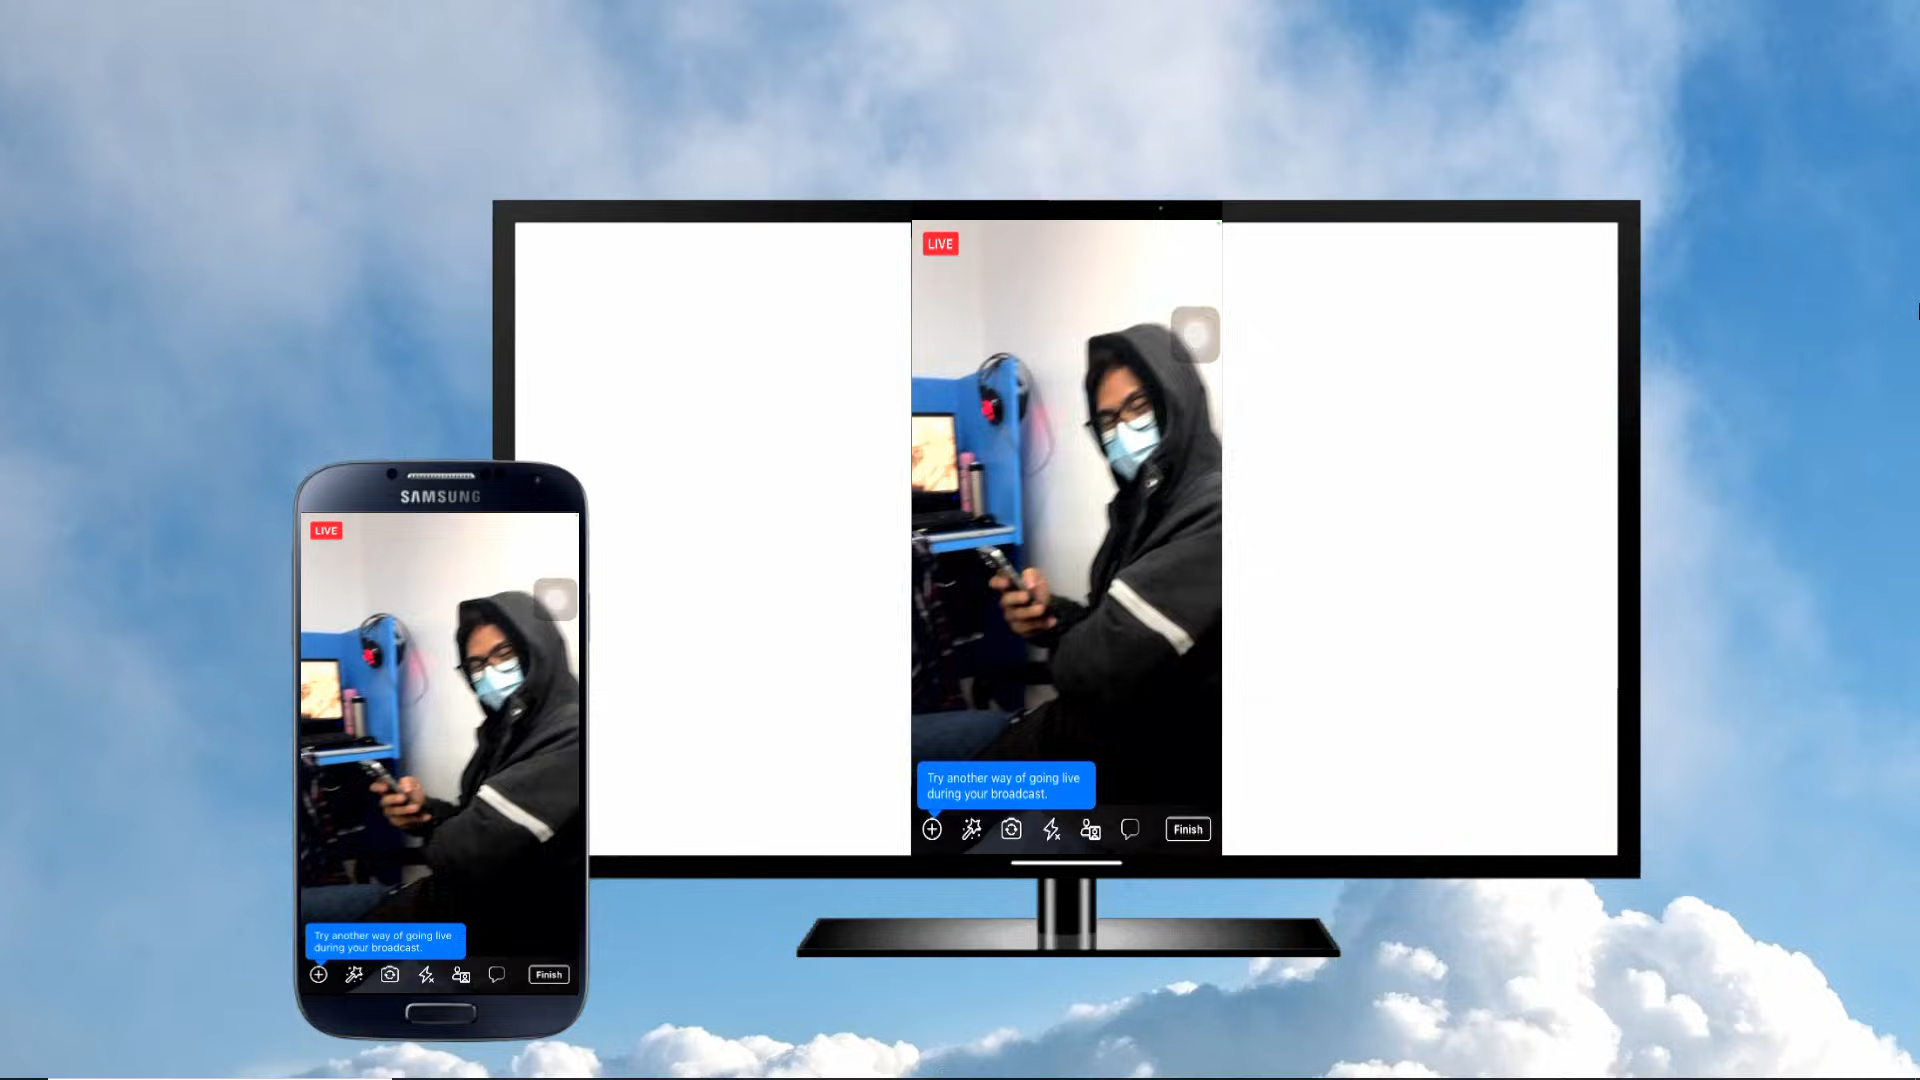 LIVE
Try another way of going live
during your broadcast.
Finish
SAMSUNG
LIVE
Try another way of going live
during your broadcast.
Finish